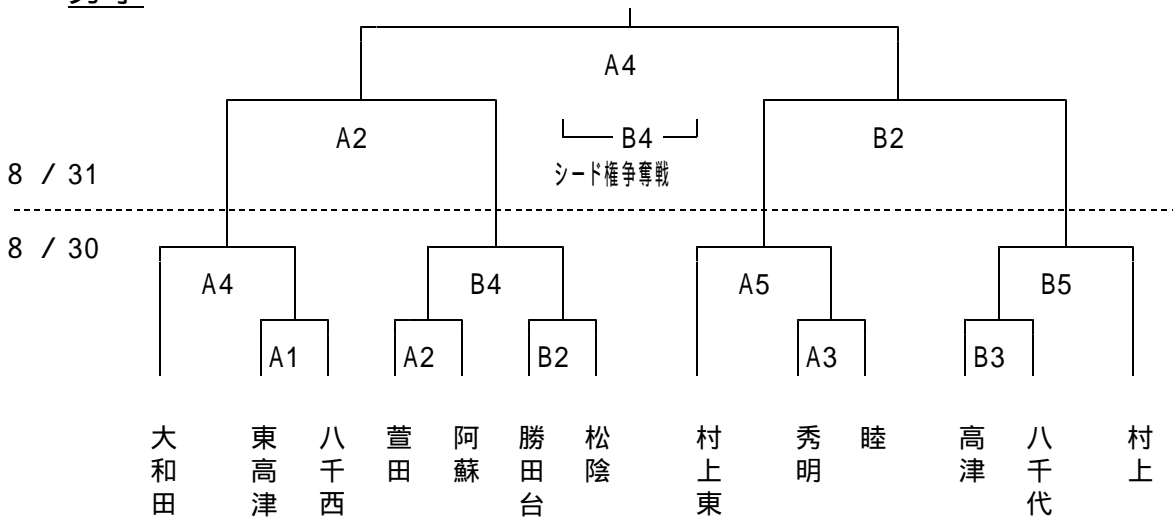 A4
A2
B4
B2
シード権争奪戦
8 / 31
8 / 30
A4
B4
A5
B5
A1
A2
B2
A3
B3
大和田
東高津
八千西
萱田
阿蘇
勝田台
松陰
村上東
秀明
睦
高津
八千代
村上